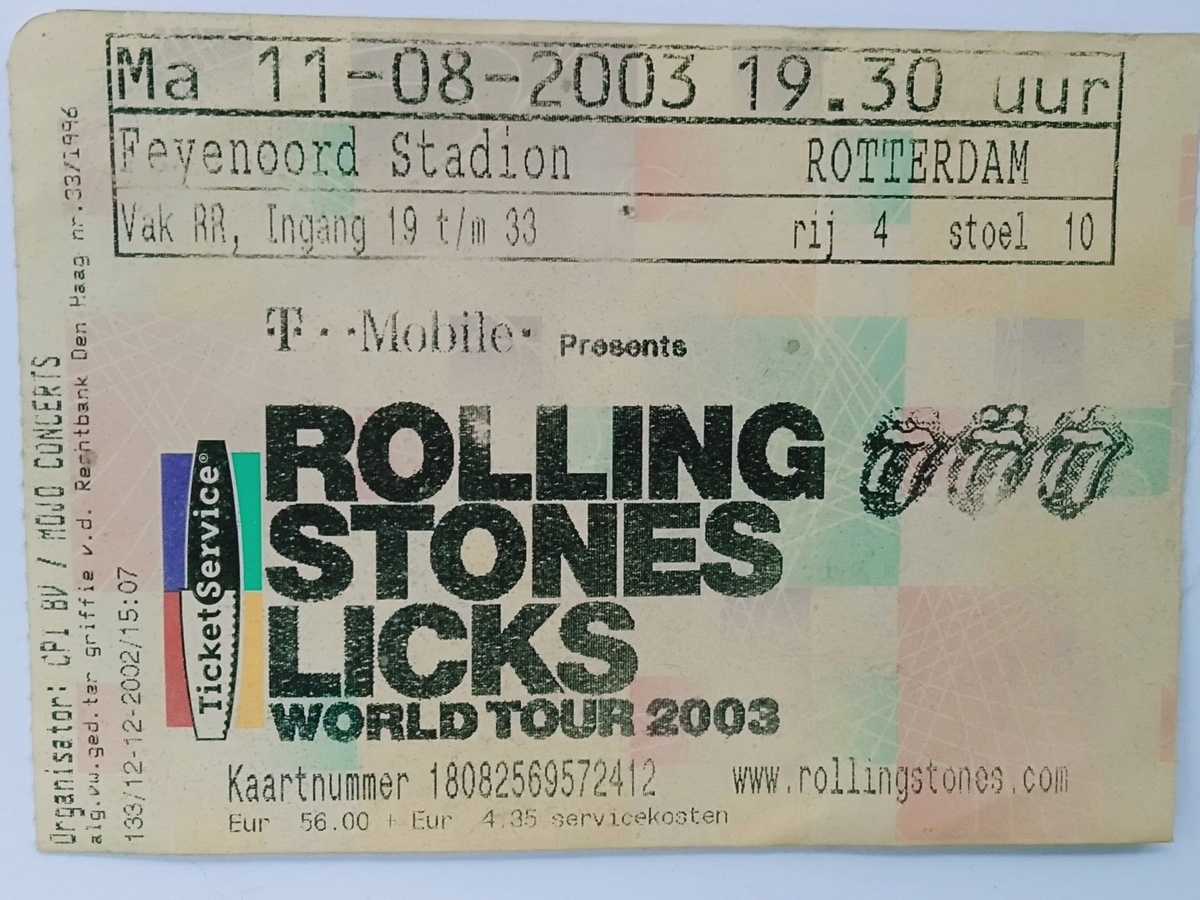 Ma 11-08-2003 19.30 uur
Feyenoord Stadion ROTTERDAM
Vak RR, Ingang 19 t/m 33 rij 4 stoel 10
T··Mobile· Presents
ROLLING
STONES
LICKS
WORLD TOUR 2003
TicketService®
Kaartnummer 18082569572412 www.rollingstones.com
Eur 56.00 + Eur 4.35 servicekosten
Organisator: CPI BV / MOJO CONCERTS
alg.vw.ged.ter griffie v.d. Rechtbank Den Haag nr.33/1996
133/12-12-2002/15:07